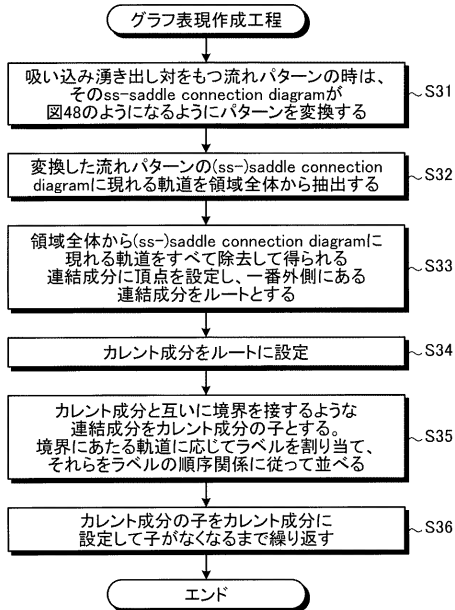 グラフ表現作成工程
吸い込み湧き出し対をもつ流れパターンの時は、
そのss-saddle connection diagramが
図48のようになるようにパターンを変換する
S31
変換した流れパターンの(ss-)saddle connection
diagramに現れる軌道を領域全体から抽出する
S32
領域全体から(ss-)saddle connection diagramに
現れる軌道をすべて除去して得られる
連結成分に頂点を設定し、一番外側にある
連結成分をルートとする
S33
カレント成分をルートに設定
S34
カレント成分と互いに境界を接するような
連結成分をカレント成分の子とする。
境界にあたる軌道に応じてラベルを割り当て、
それらをラベルの順序関係に従って並べる
S35
カレント成分の子をカレント成分に
設定して子がなくなるまで繰り返す
S36
エンド